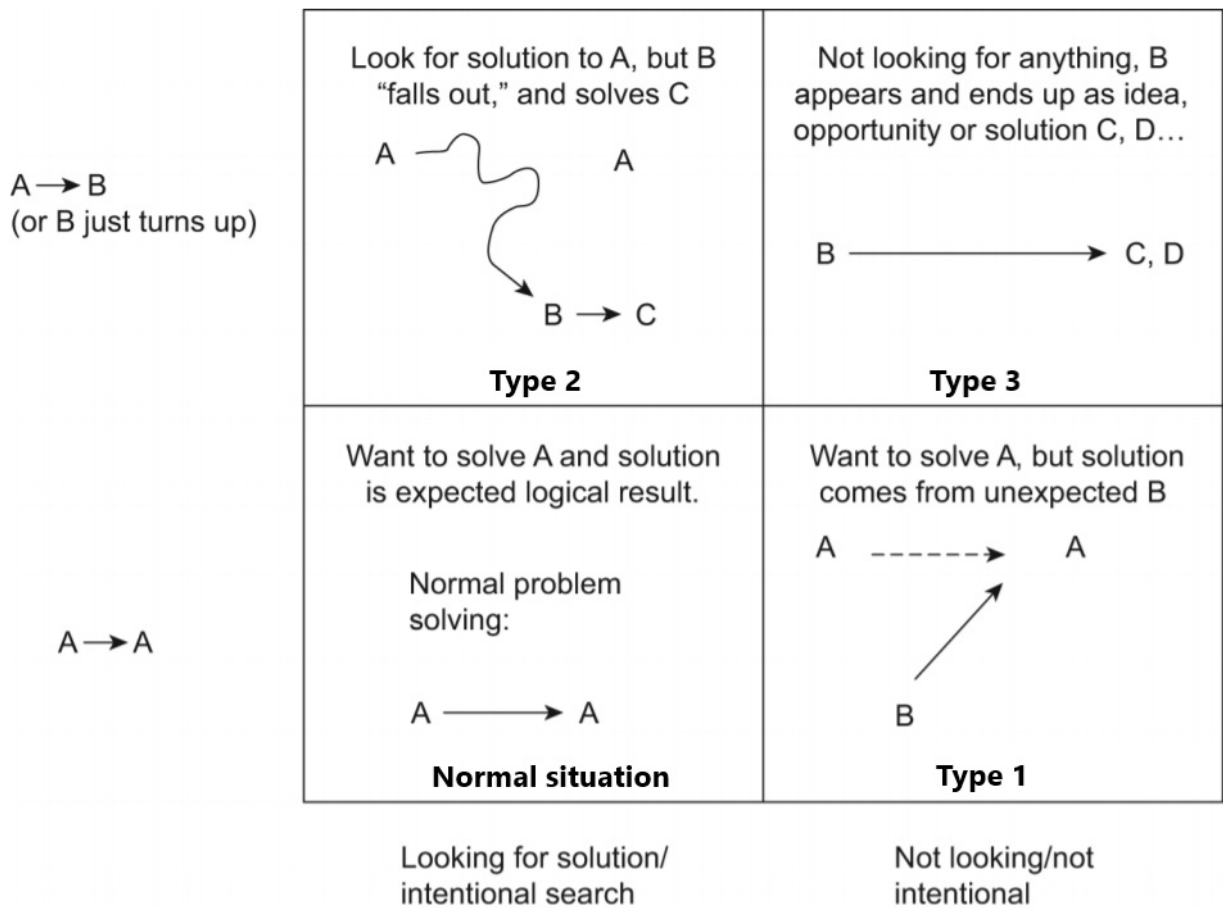 Look for solution to A, but B
“falls out,” and solves C
A
A
B → C
Type 2
Not looking for anything, B
appears and ends up as idea,
opportunity or solution C, D...
B → C, D
Type 3
A → B
(or B just turns up)
Want to solve A and solution
is expected logical result.
Normal problem
solving:
A → A
Normal situation
Want to solve A, but solution
comes from unexpected B
A
A
B
Type 1
A → A
Looking for solution/
intentional search
Not looking/not
intentional